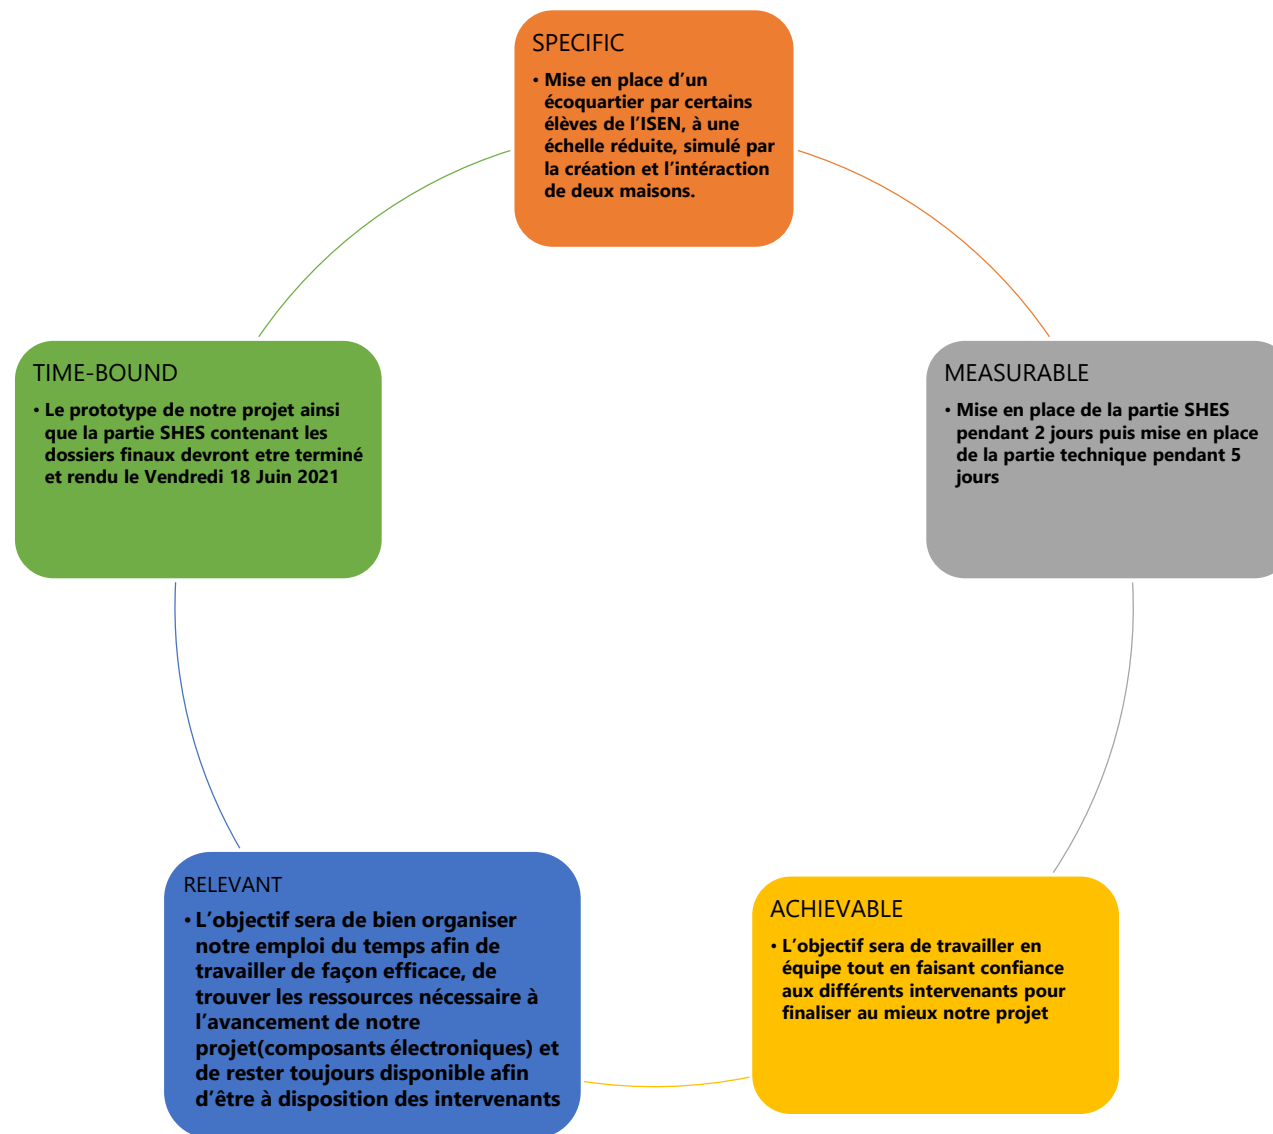 SPECIFIC
• Mise en place d’un
écoquartier par certains
élèves de l’ISEN, à une
échelle réduite, simulé par
la création et l’intéraction
de deux maisons.
MEASURABLE
• Mise en place de la partie SHES
pendant 2 jours puis mise en place
de la partie technique pendant 5
jours
ACHIEVABLE
• L’objectif sera de travailler en
équipe tout en faisant confiance
aux différents intervenants pour
finaliser au mieux notre projet
RELEVANT
• L’objectif sera de bien organiser
notre emploi du temps afin de
travailler de façon efficace, de
trouver les ressources nécessaire à
l’avancement de notre
projet(composants électroniques) et
de rester toujours disponible afin
d’être à disposition des intervenants
TIME-BOUND
• Le prototype de notre projet ainsi
que la partie SHES contenant les
dossiers finaux devront etre terminé
et rendu le Vendredi 18 Juin 2021